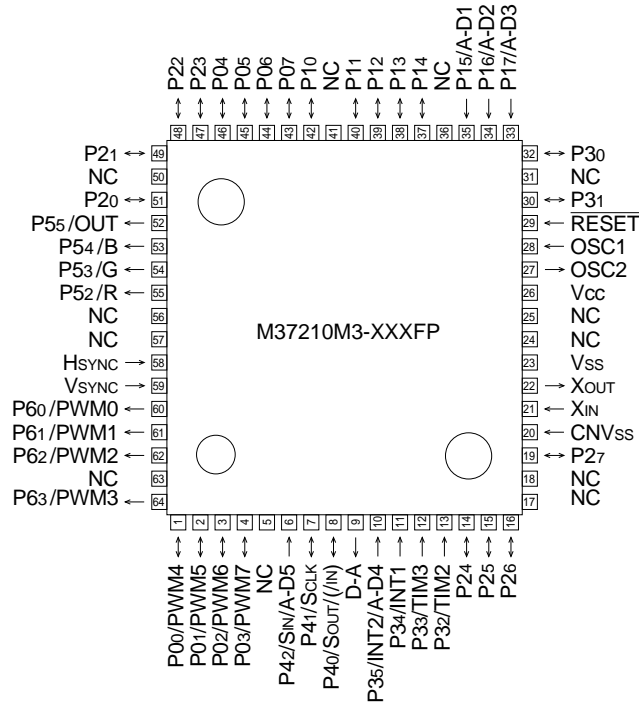 P22
P23
P04
P05
P06
P07
P10
NC
P11
P12
P13
P14
NC
P15/A-D1
P16/A-D2
P17/A-D3
48 47 46 45 44 43 42 41 40 39 38 37 36 35 34 33
P21 49
NC 50
P20 51
P55/OUT 52
P54/B 53
P53/G 54
P52/R 55
NC 56
NC 57
HSYNC 58
VSYNC 59
P60/PWM0 60
P61/PWM1 61
P62/PWM2 62
NC 63
P63/PWM3 64
M37210M3-XXXFP
32 P30
31 NC
30 P31
29 RESET
28 OSC1
27 OSC2
26 VCC
25 NC
24 NC
23 VSS
22 XOUT
21 XIN
20 CNVSS
19 P27
18 NC
17 NC
1 2 3 4 5 6 7 8 9 10 11 12 13 14 15 16
P00/PWM4
P01/PWM5
P02/PWM6
P03/PWM7
NC
P42/SIN/A-D5
P41/SCLK
P40/SOUT/(/IN)
D-A
P35/INT2/A-D4
P34/INT1
P33/TIM3
P32/TIM2
P24
P25
P26